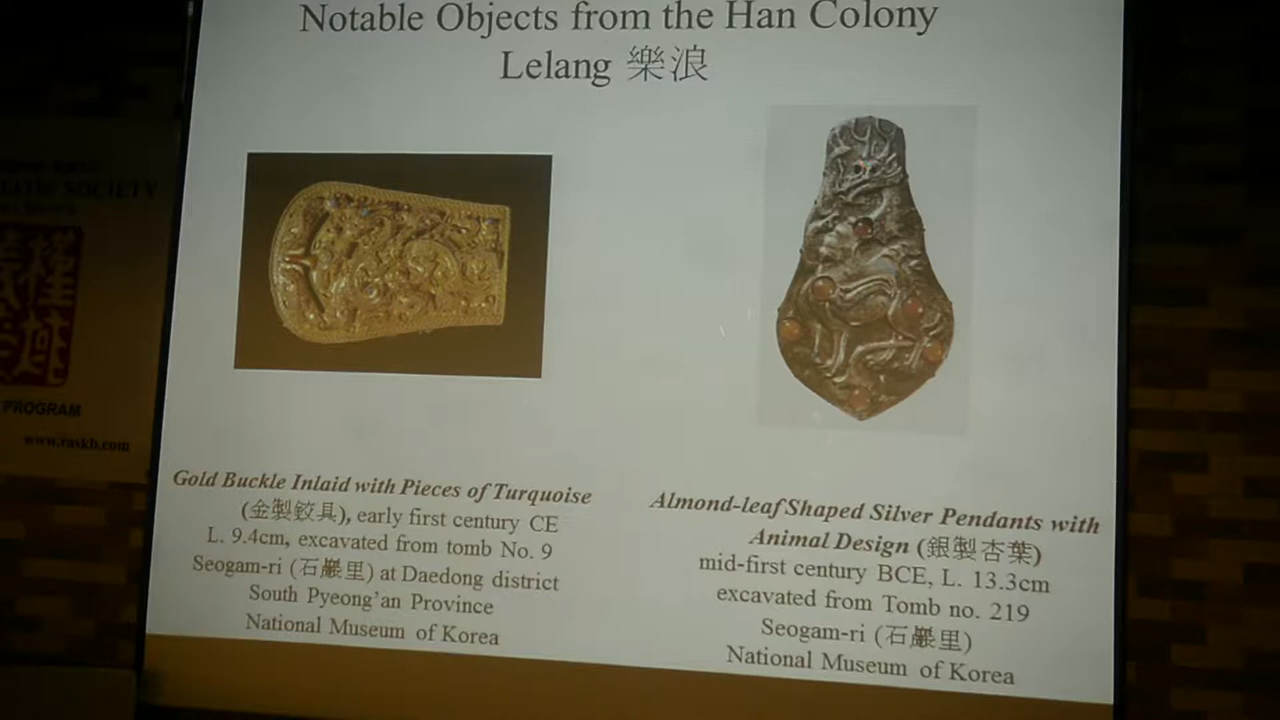 Notable Objects from the Han Colony
Lelang 樂浪
SOCIETY
PROGRAM
www.raskb.com
Gold Buckle Inlaid with Pieces of Turquoise
(金製鉸具), early first century CE
L. 9.4cm, excavated from tomb No. 9
Seogam-ri (石巖里) at Daedong district
South Pyeong'an Province
National Museum of Korea
Almond-leaf Shaped Silver Pendants with
Animal Design (銀製杏葉)
mid-first century BCE, L. 13.3cm
excavated from Tomb no. 219
Seogam-ri (石巖里)
National Museum of Korea